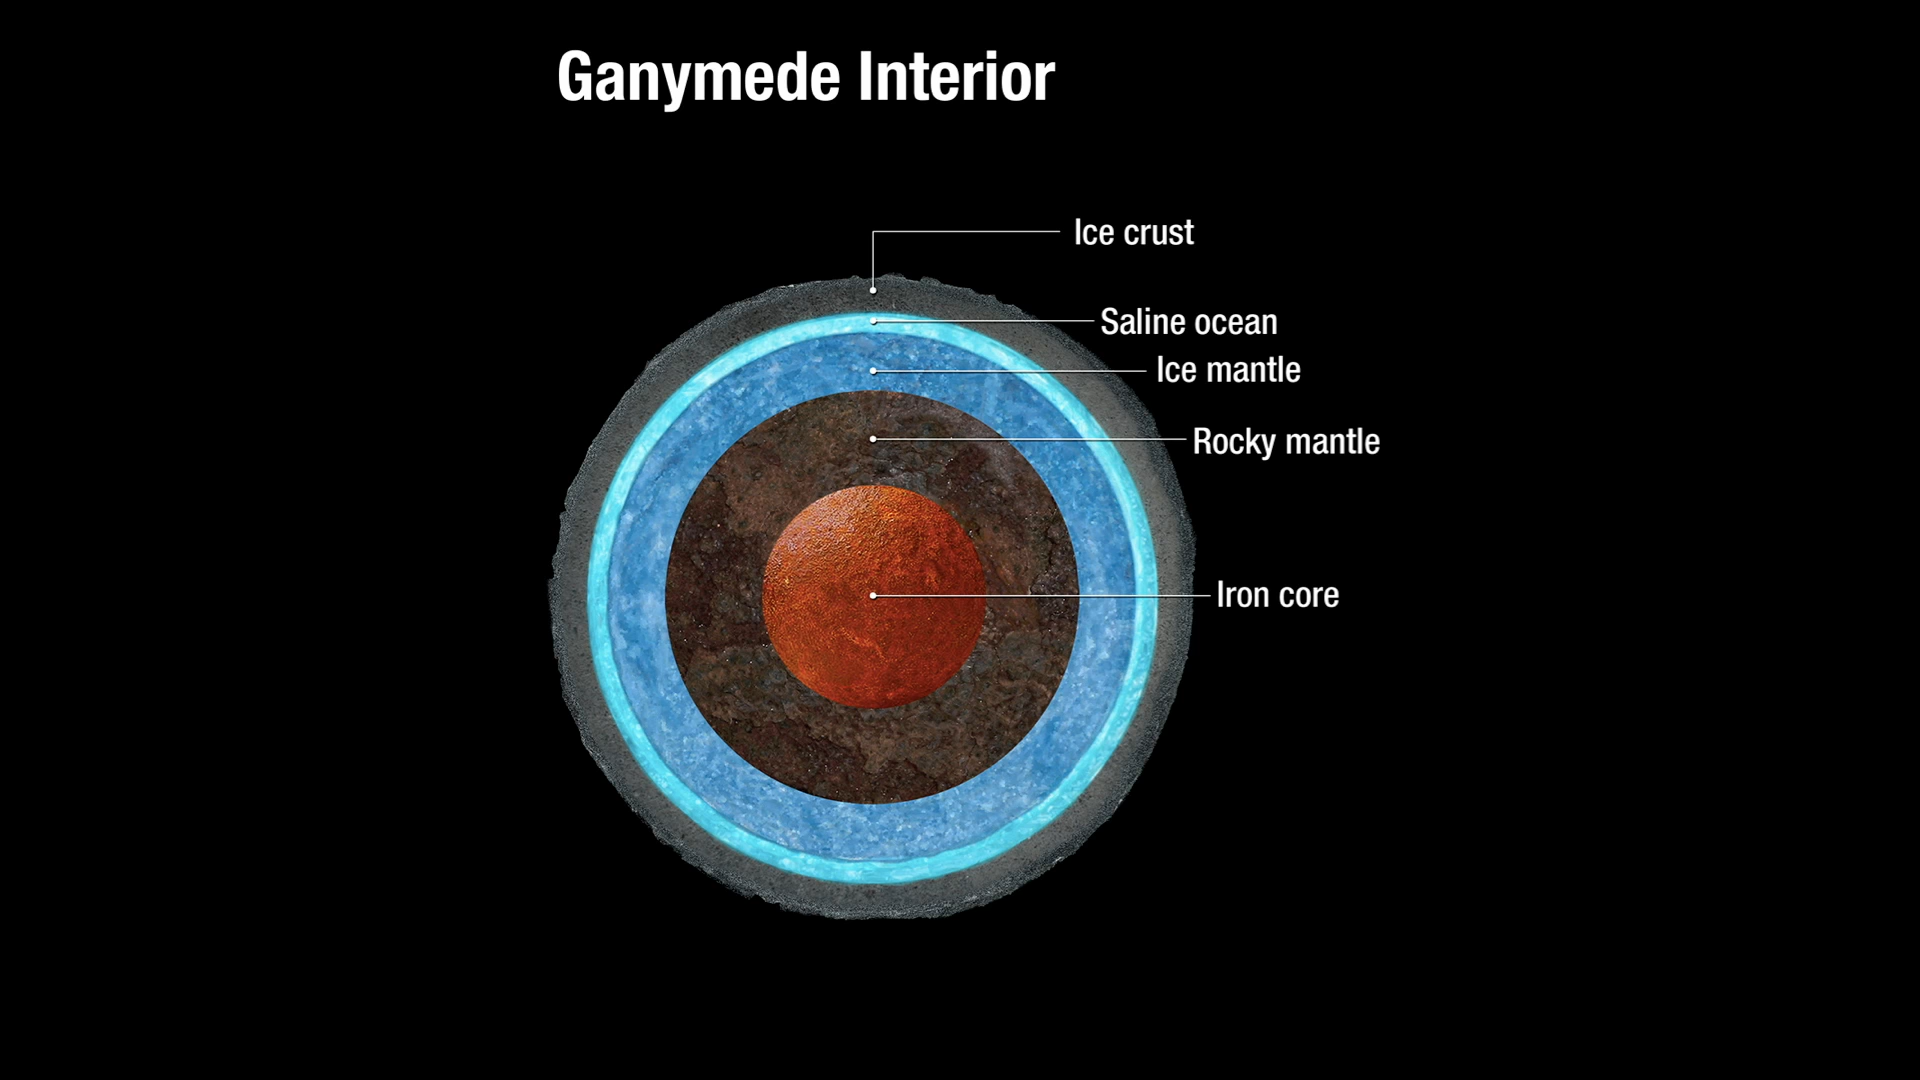 Ganymede Interior
Ice crust
Saline ocean
Ice mantle
Rocky mantle
Iron core